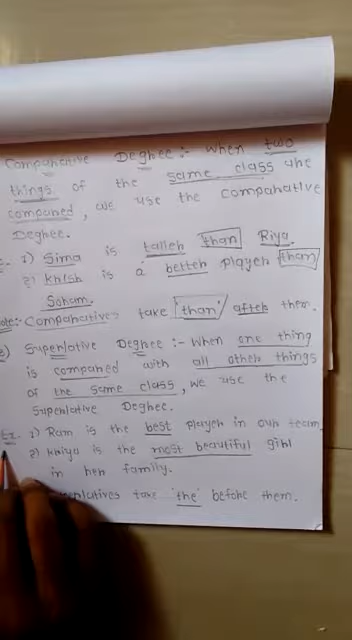 Comparative Degree :- When two
things of the same class are
compared, we use the comparative
Degree.
1) Sima is taller than Riya.
2) Krish is a better player than
Soham.
Note:- Comparatives take 'than' after them.
Superlative Degree :- When one thing
is compared with all other things
of the same class, we use the
superlative Degree.
Ex. 1) Ram is the best player in our team.
2) Kriya is the most beautiful girl
in her family.
take 'the' before them.